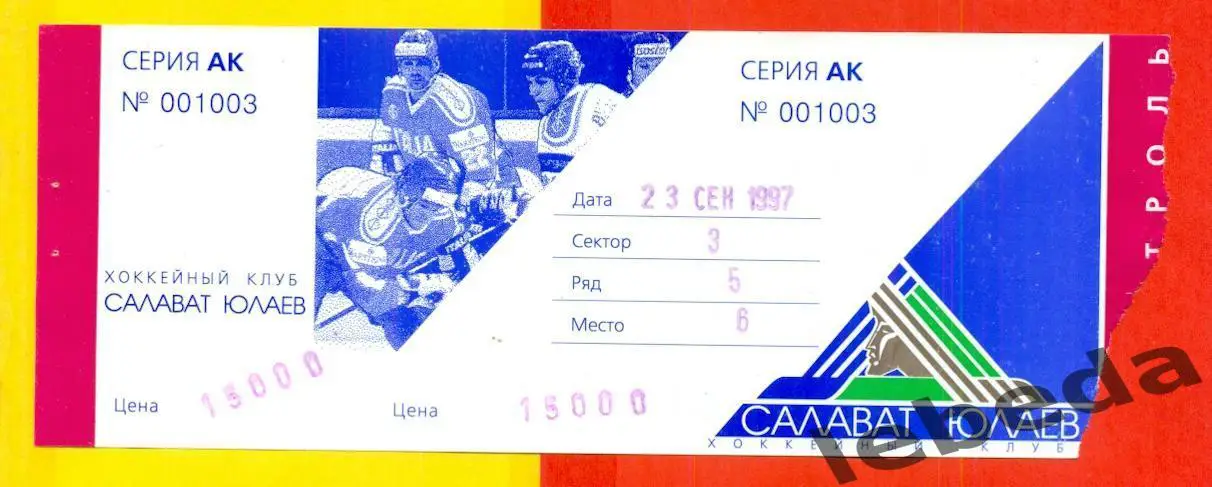 СЕРИЯ АК
№ 001003
ХОККЕЙНЫЙ КЛУБ
САЛАВАТ ЮЛАЕВ
Цена 15000
ITALIA
СЕРИЯ АК
№ 001003
Дата 23 СЕН 1997
Сектор 3
Ряд 5
Место 6
Цена 15000
САЛАВАТ ЮЛАЕВ
ХОККЕЙНЫЙ КЛУБ
ТРОЛЬ
lebeda